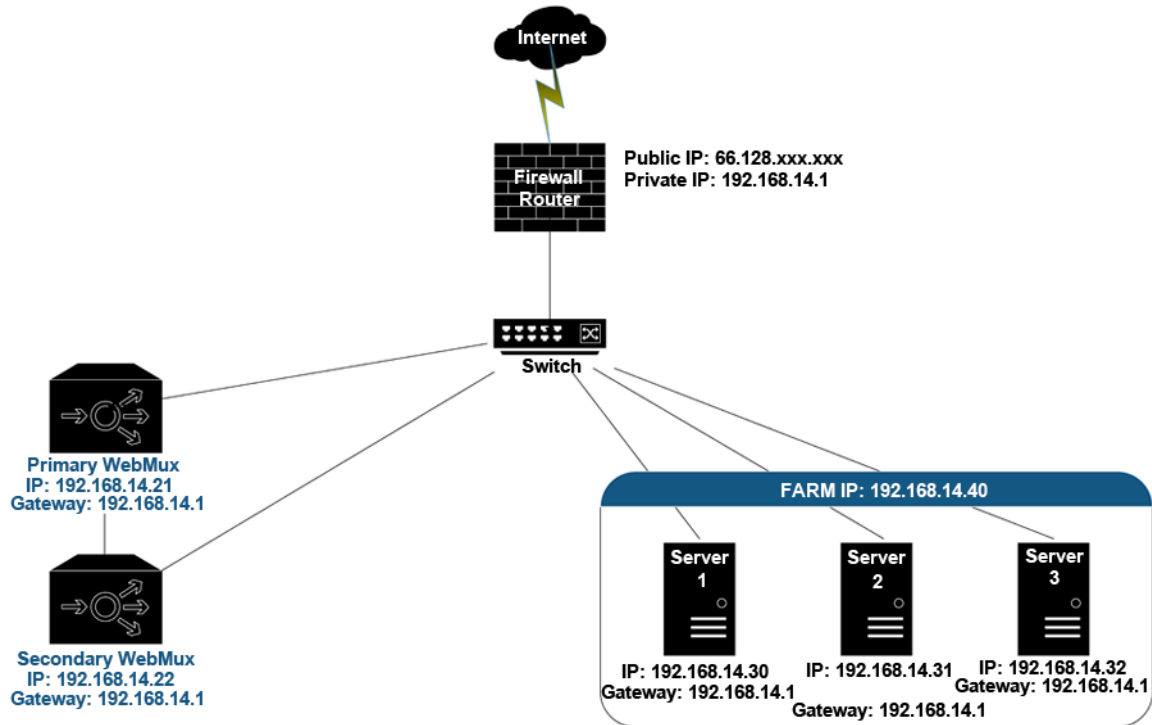 Internet
Public IP: 66.128.xxx.xxx
Private IP: 192.168.14.1
Firewall
Router
Switch
Primary WebMux
IP: 192.168.14.21
Gateway: 192.168.14.1
FARM IP: 192.168.14.40
Server
1
Server
2
Server
3
Secondary WebMux
IP: 192.168.14.22
Gateway: 192.168.14.1
IP: 192.168.14.30
Gateway: 192.168.14.1
IP: 192.168.14.31
Gateway: 192.168.14.1
IP: 192.168.14.32
Gateway: 192.168.14.1